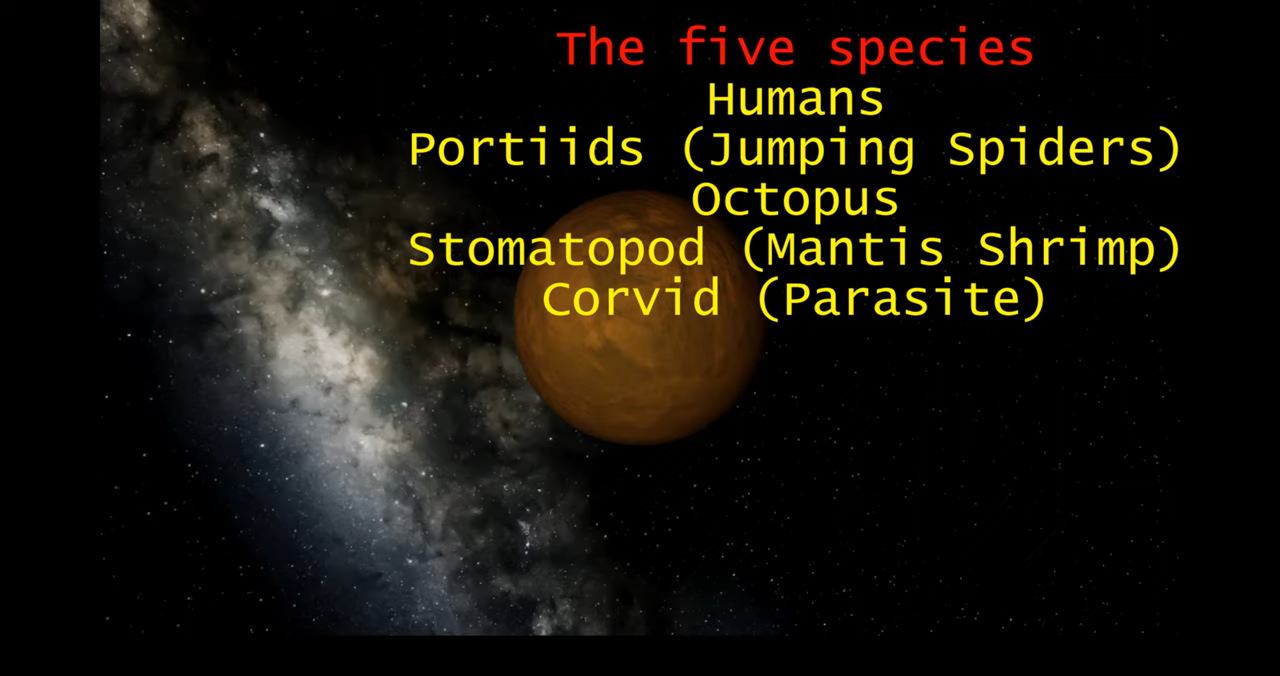 The five species
Humans
Portiids (Jumping Spiders)
Octopus
Stomatopod (Mantis Shrimp)
Corvid (Parasite)